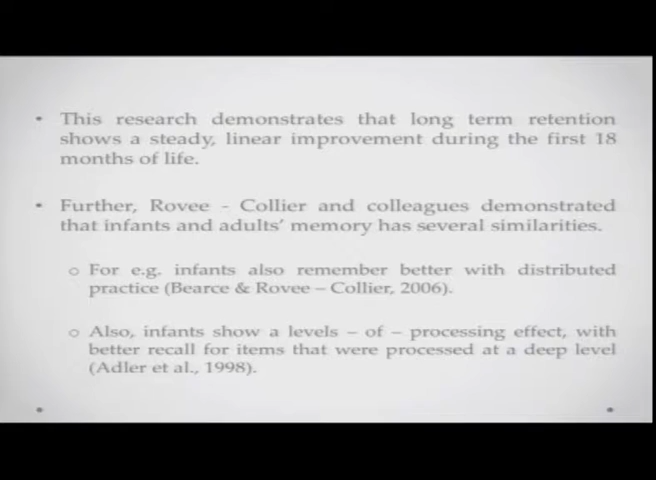 • This research demonstrates that long term retention
shows a steady, linear improvement during the first 18
months of life.
• Further, Rovee - Collier and colleagues demonstrated
that infants and adults' memory has several similarities.
○ For e.g. infants also remember better with distributed
practice (Bearce & Rovee – Collier, 2006).
○ Also, infants show a levels – of – processing effect, with
better recall for items that were processed at a deep level
(Adler et al., 1998).